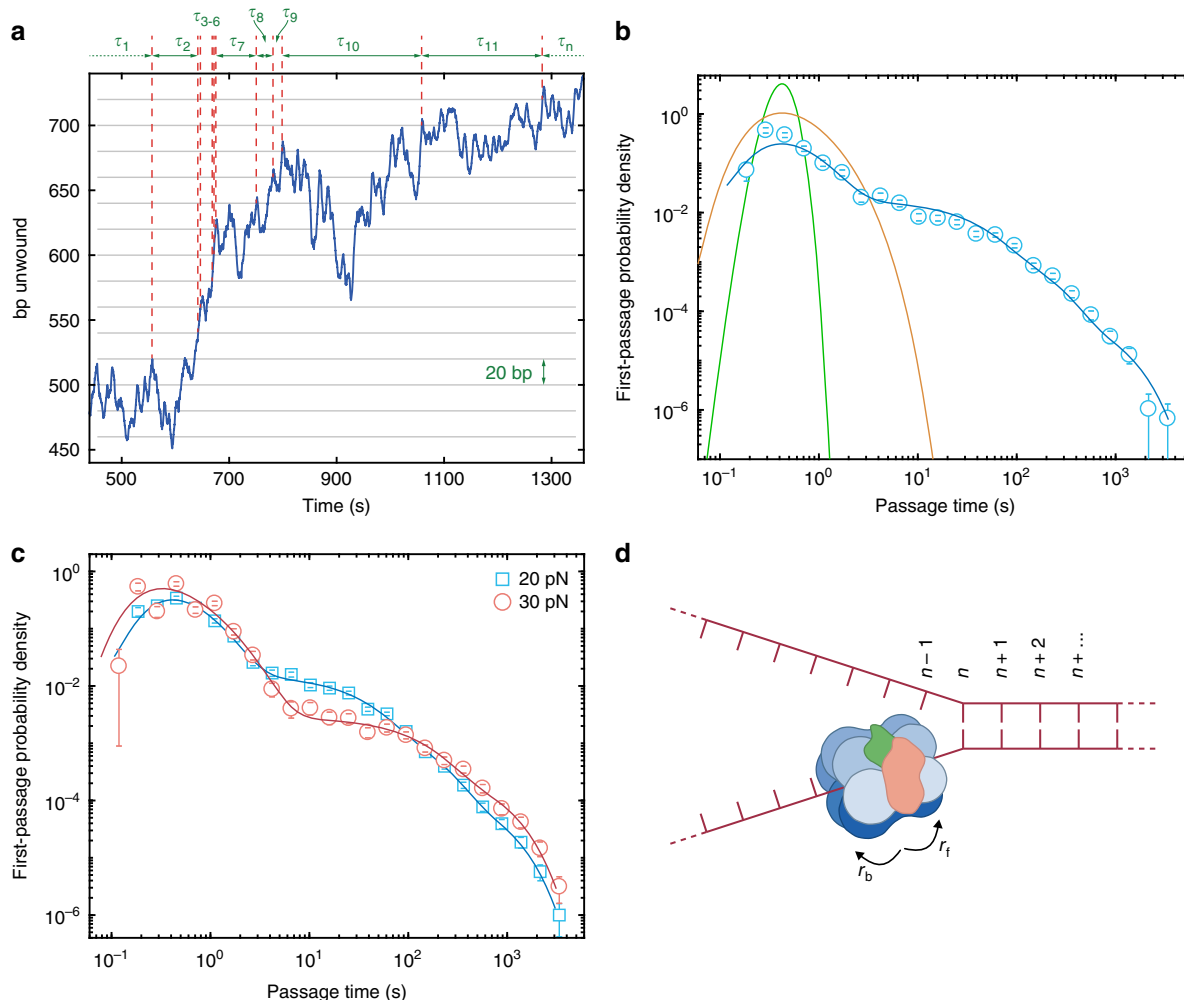 a
τ1
τ2
τ3-6
τ7
τ8
τ9
τ10
τ11
τn
bp unwound
700
650
600
550
500
450
20 bp
500
700
900
1100
1300
Time (s)
b
First-passage probability density
10^0
10^−2
10^−4
10^−6
10^−1
10^0
10^1
10^2
10^3
Passage time (s)
c
First-passage probability density
10^0
10^−2
10^−4
10^−6
20 pN
30 pN
10^−1
10^0
10^1
10^2
10^3
Passage time (s)
d
n − 1
n
n + 1
n + 2
n + ...
rb
rf